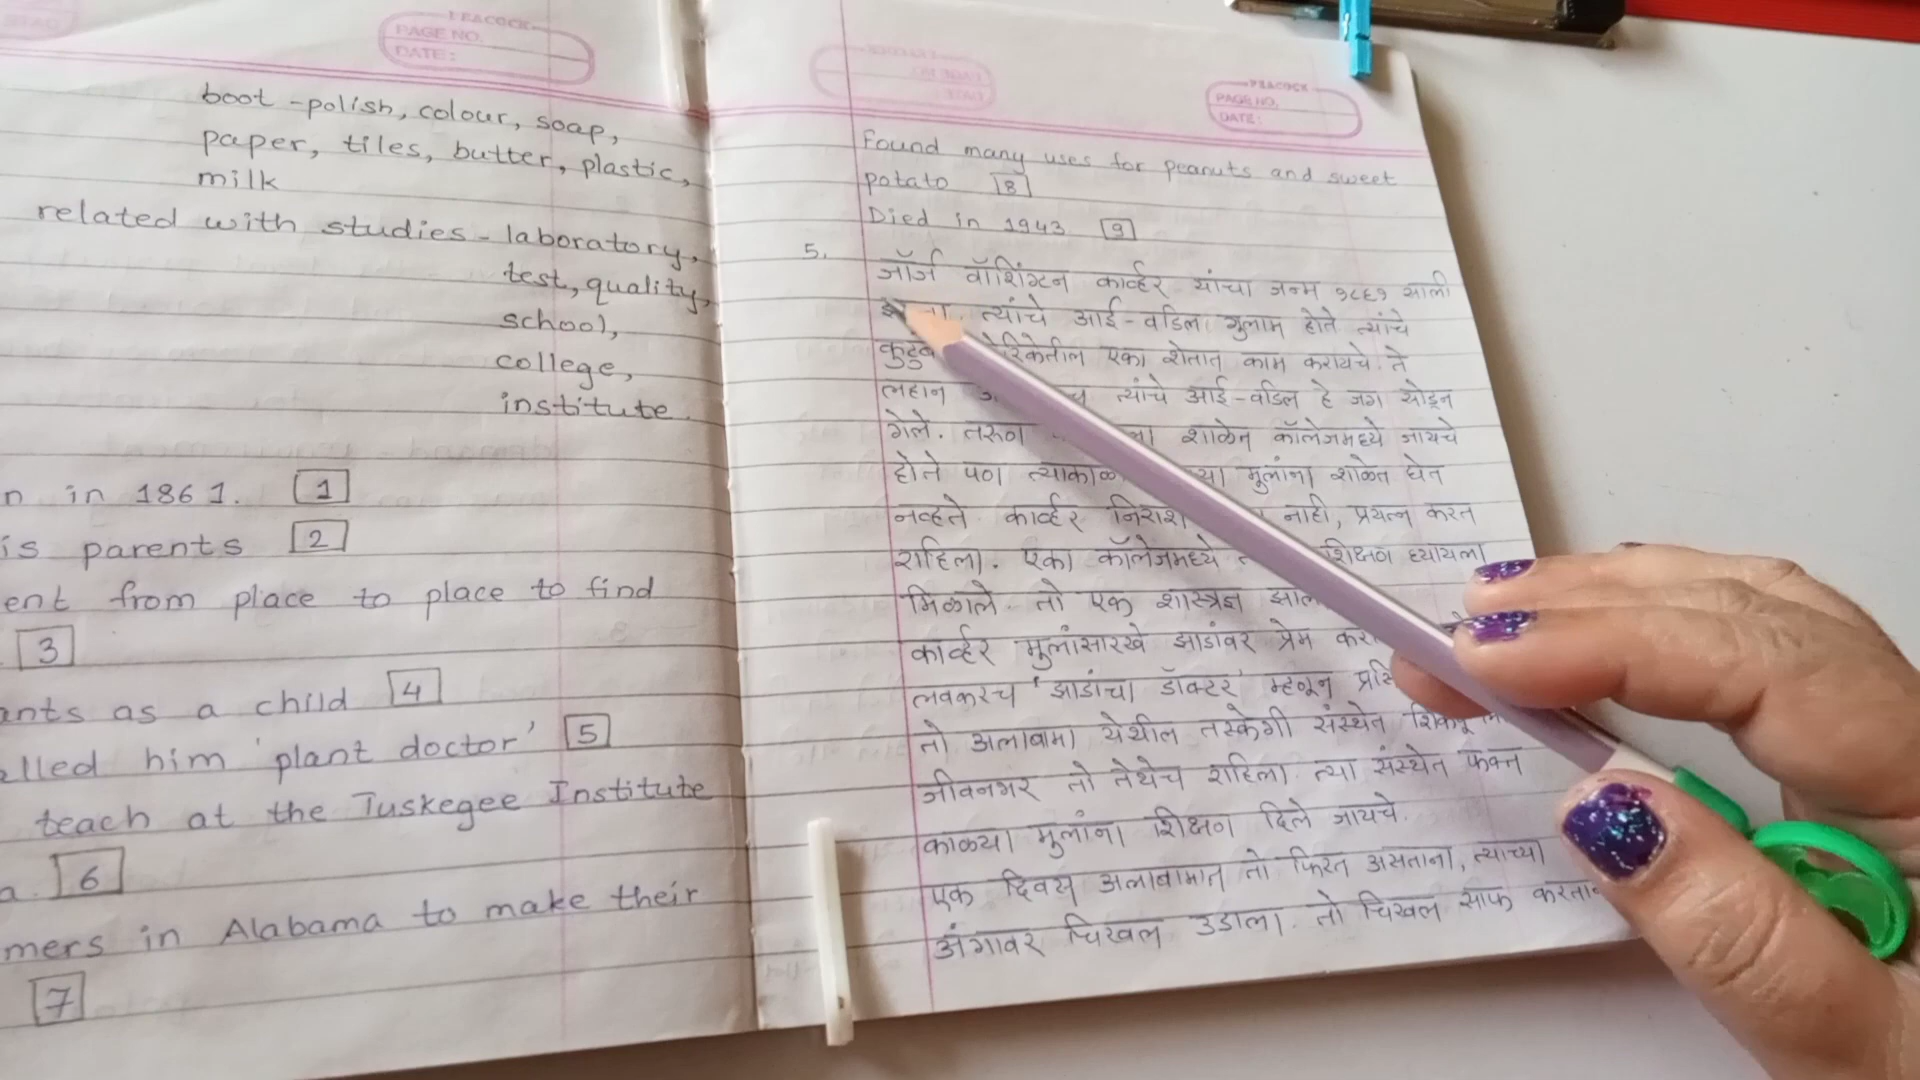 PEACOCK
PAGE NO.
DATE:
boot-polish, colour, soap,
paper, tiles, butter, plastic,
milk
related with studies - laboratory,
test, quality,
school,
college,
institute.
n in 1861. 1
is parents 2
ent from place to place to find
3
ants as a child 4
alled him 'plant doctor' 5
teach at the Tuskegee Institute
a. 6
mers in Alabama to make their
7
PEACOCK
PAGE NO.
DATE:
Found many uses for peanuts and sweet
potato 8
Died in 1943 9
5.
जॉर्ज वॉशिंग्टन कार्व्हर यांचा जन्म १८६१ साली
त्यांचे आई-वडिल गुलाम होते त्यांचे
एका शेतात काम करायचे. ते
लहान त्यांचे आई-वडिल हे जग सोडून
गेले. तरुण शाळेत कॉलेजमध्ये जायचे
होते पण मुलांना शाळेत घेत
नव्हते कार्व्हर निराश नाही, प्रयत्न करत
राहिला. एका कॉलेजमध्ये शिक्षण घ्यायला
मिळाले. तो एक शास्त्रज्ञ
कार्व्हर मुलांसारखे झाडांवर प्रेम
लवकरच 'झाडांचा डॉक्टर' म्हणून
तो अलाबामा येथील तस्केगी संस्थेत
जीवनभर तो तेथेच राहिला. त्या संस्थेत फक्त
काळ्या मुलांना शिक्षण दिले जायचे.
एक दिवस अलाबामात तो फिरत असताना, त्याच्या
अंगावर चिखल उडाला. तो चिखल साफ